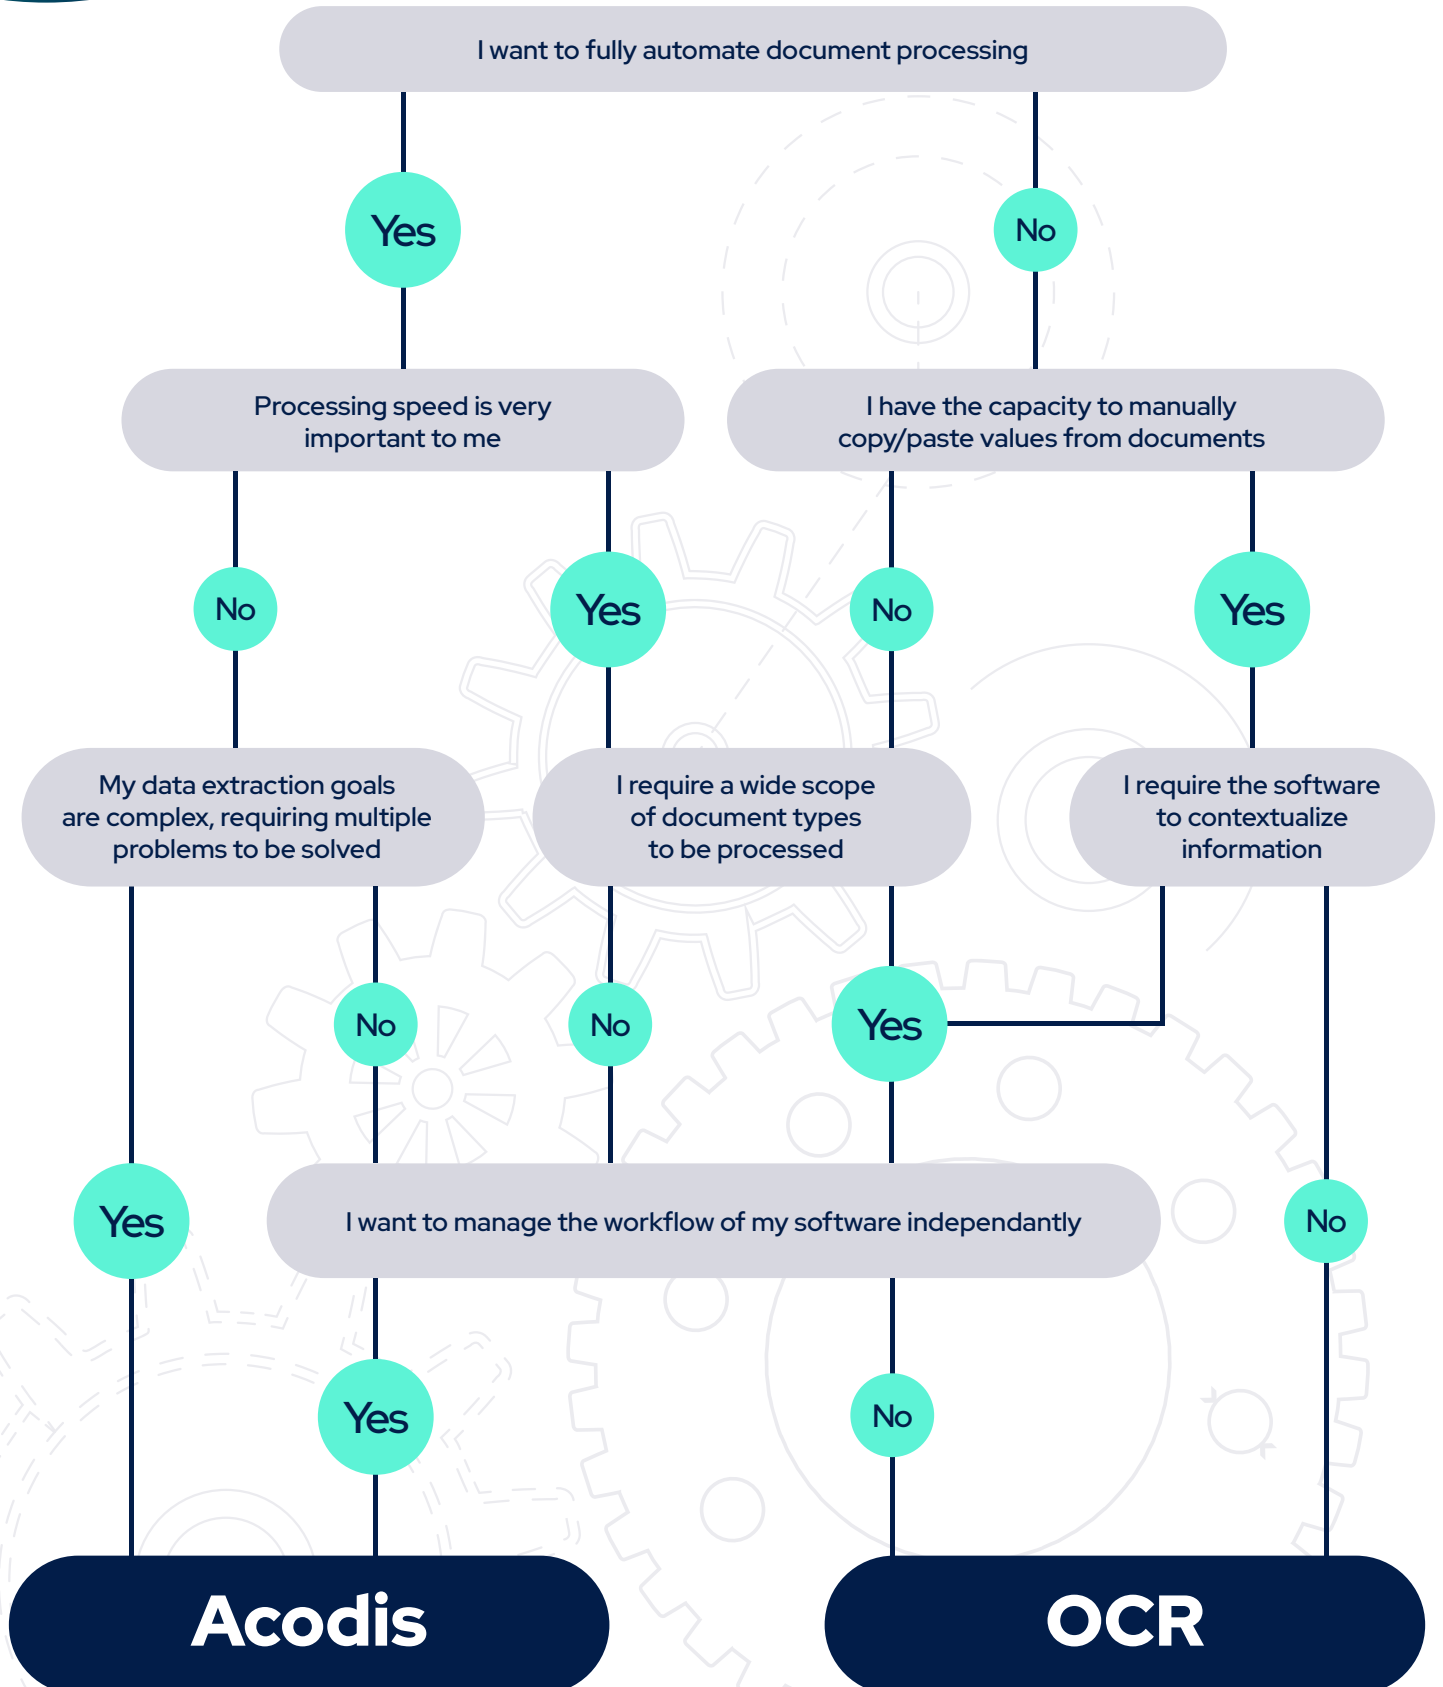 I want to fully automate document processing
Yes
No
Processing speed is very
important to me
I have the capacity to manually
copy/paste values from documents
No
Yes
No
Yes
My data extraction goals
are complex, requiring multiple
problems to be solved
I require a wide scope
of document types
to be processed
I require the software
to contextualize
information
No
No
Yes
Yes
I want to manage the workflow of my software independantly
No
Yes
No
Acodis
OCR